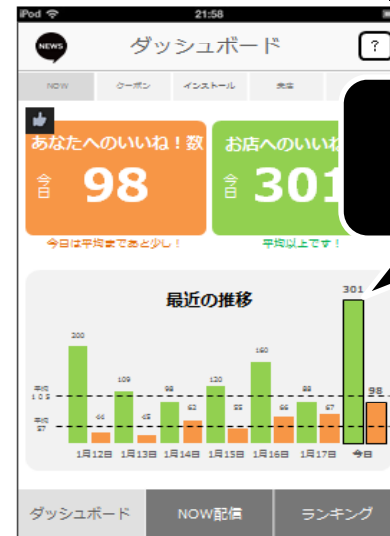 iPod 21:58
NEWS ダッシュボード ?
NOW クーポン インストール 来店
あなたへのいいね！数
今日 98
お店へのいいね
今日 301
今日は平均まであと少し！
平均以上です！
最近の推移
200 109 98 120 160 88 301
44 45 62 55 66 67 98
平均
105
平均
87
1月12日 1月13日 1月14日 1月15日 1月16日 1月17日 今日
ダッシュボード NOW配信 ランキング